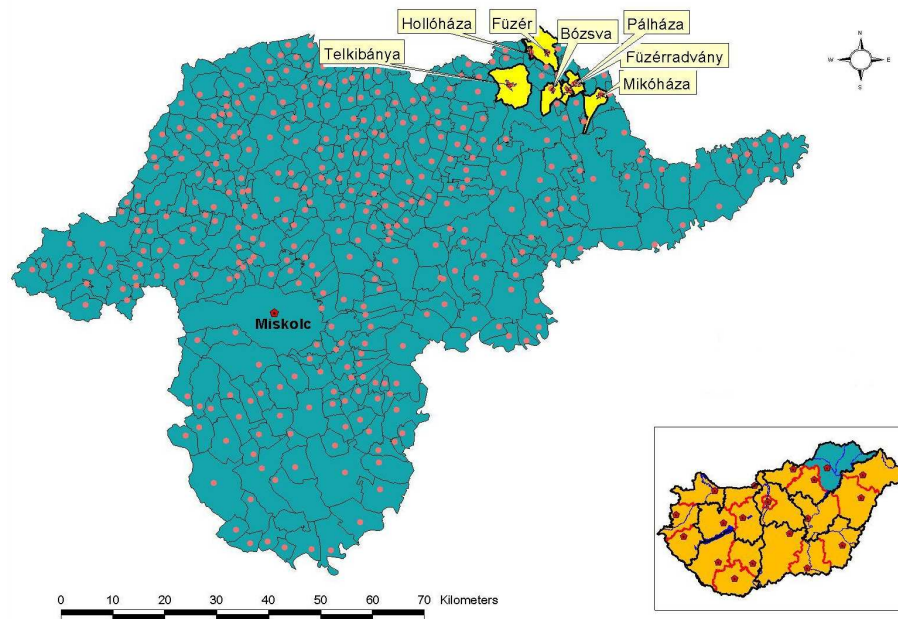 Hollóháza
Füzér
Bózsva
Pálháza
Telkibánya
Füzérradvány
Mikóháza
N
W
E
S
Miskolc
0 10 20 30 40 50 60 70 Kilometers